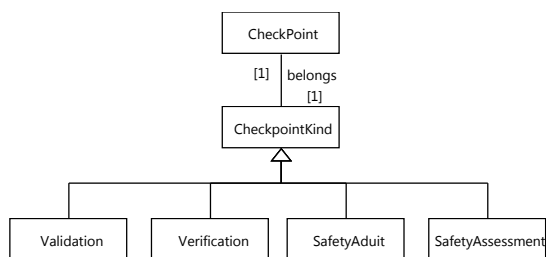 CheckPoint
[1] belongs
[1]
CheckpointKind
Validation Verification SafetyAduit SafetyAssessment